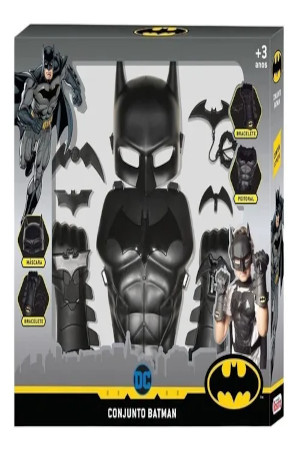 +3
anos
BRACELETE
PEITORAL
MÁSCARA
BRACELETE
DC
CONJUNTO BATMAN